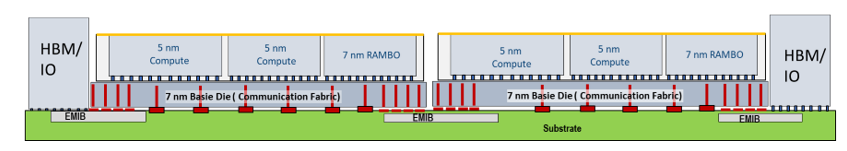 HBM/
IO
5 nm
Compute
5 nm
Compute
7 nm RAMBO
5 nm
Compute
5 nm
Compute
7 nm RAMBO
HBM/
IO
7 nm Basie Die ( Communication Fabric)
7 nm Basie Die ( Communication Fabric)
EMIB
EMIB
EMIB
Substrate